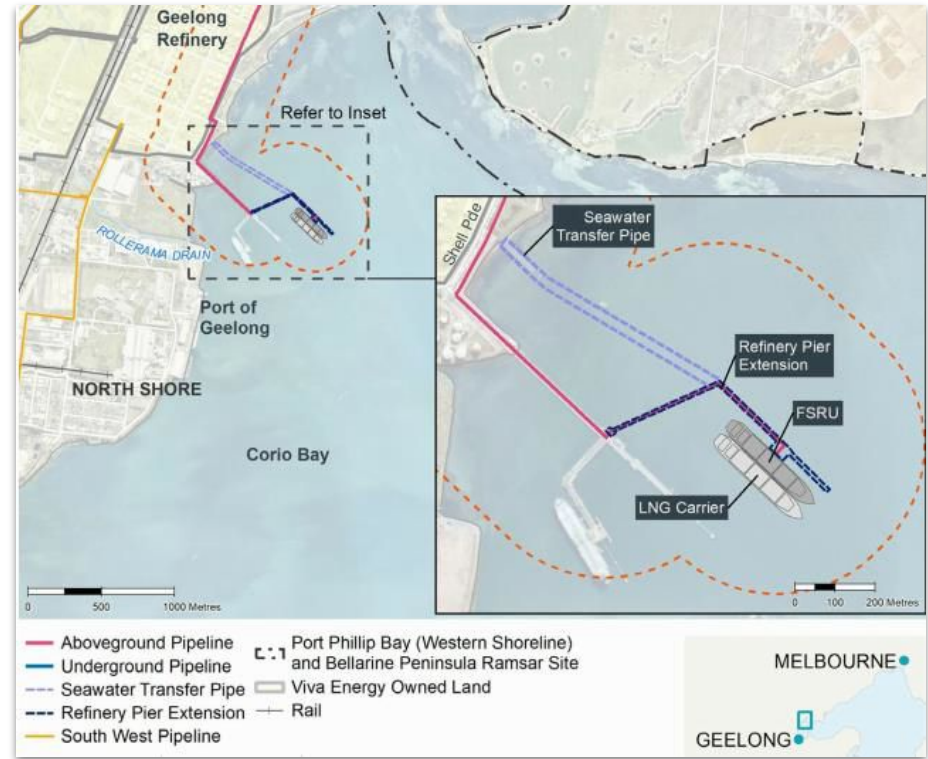 Geelong
Refinery
Refer to Inset
ROLLERAMA DRAIN
Port of
Geelong
NORTH SHORE
Corio Bay
0 500 1000 Metres
Shell Pde
Seawater
Transfer Pipe
Refinery Pier
Extension
FSRU
LNG Carrier
0 100 200 Metres
Aboveground Pipeline
Underground Pipeline
Seawater Transfer Pipe
Refinery Pier Extension
South West Pipeline
Port Phillip Bay (Western Shoreline)
and Bellarine Peninsula Ramsar Site
Viva Energy Owned Land
Rail
MELBOURNE
GEELONG